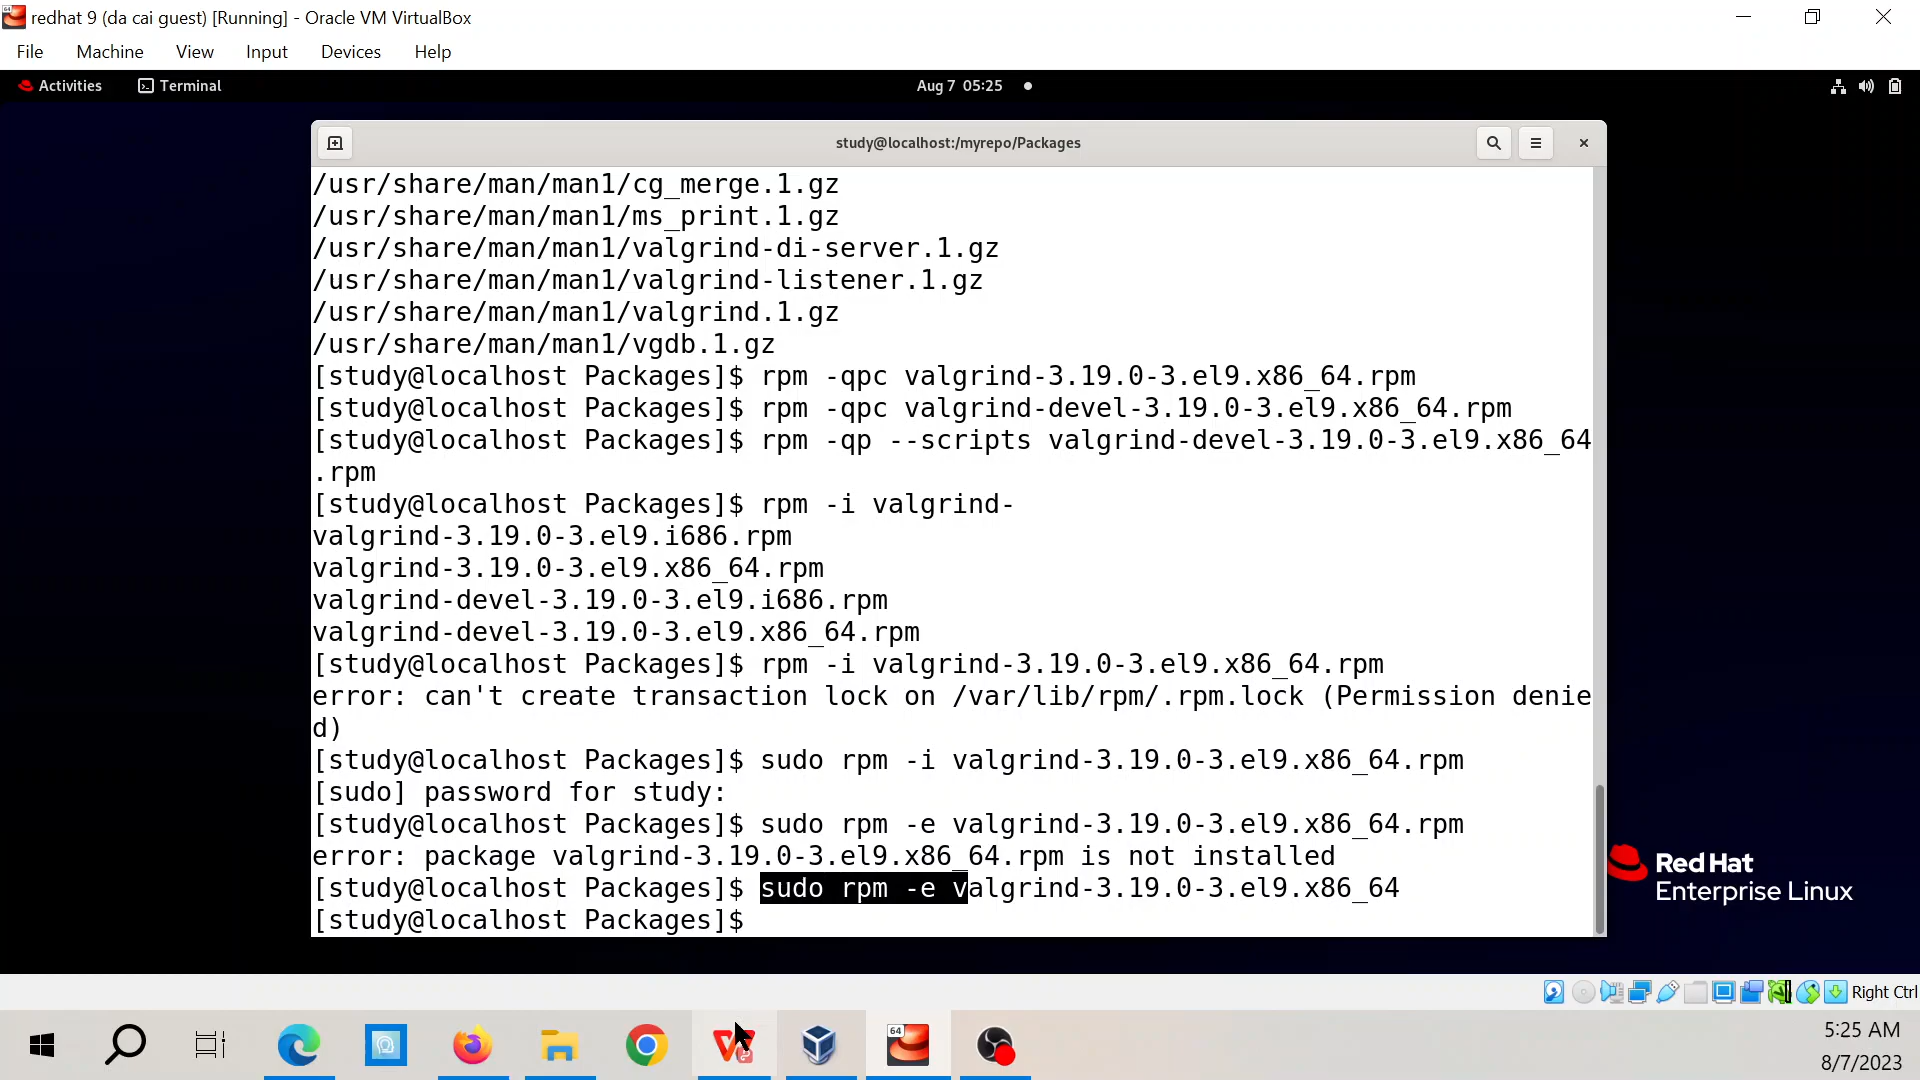 redhat 9 (da cai guest) [Running] - Oracle VM VirtualBox
File Machine View Input Devices Help
Activities Terminal Aug 7 05:25
study@localhost:/myrepo/Packages
/usr/share/man/man1/cg_merge.1.gz
/usr/share/man/man1/ms_print.1.gz
/usr/share/man/man1/valgrind-di-server.1.gz
/usr/share/man/man1/valgrind-listener.1.gz
/usr/share/man/man1/valgrind.1.gz
/usr/share/man/man1/vgdb.1.gz
[study@localhost Packages]$ rpm -qpc valgrind-3.19.0-3.el9.x86_64.rpm
[study@localhost Packages]$ rpm -qpc valgrind-devel-3.19.0-3.el9.x86_64.rpm
[study@localhost Packages]$ rpm -qp --scripts valgrind-devel-3.19.0-3.el9.x86_64
.rpm
[study@localhost Packages]$ rpm -i valgrind-
valgrind-3.19.0-3.el9.i686.rpm
valgrind-3.19.0-3.el9.x86_64.rpm
valgrind-devel-3.19.0-3.el9.i686.rpm
valgrind-devel-3.19.0-3.el9.x86_64.rpm
[study@localhost Packages]$ rpm -i valgrind-3.19.0-3.el9.x86_64.rpm
error: can't create transaction lock on /var/lib/rpm/.rpm.lock (Permission denie
d)
[study@localhost Packages]$ sudo rpm -i valgrind-3.19.0-3.el9.x86_64.rpm
[sudo] password for study:
[study@localhost Packages]$ sudo rpm -e valgrind-3.19.0-3.el9.x86_64.rpm
error: package valgrind-3.19.0-3.el9.x86_64.rpm is not installed
[study@localhost Packages]$ sudo rpm -e valgrind-3.19.0-3.el9.x86_64
[study@localhost Packages]$
Red Hat
Enterprise Linux
Right Ctrl
64
5:25 AM
8/7/2023